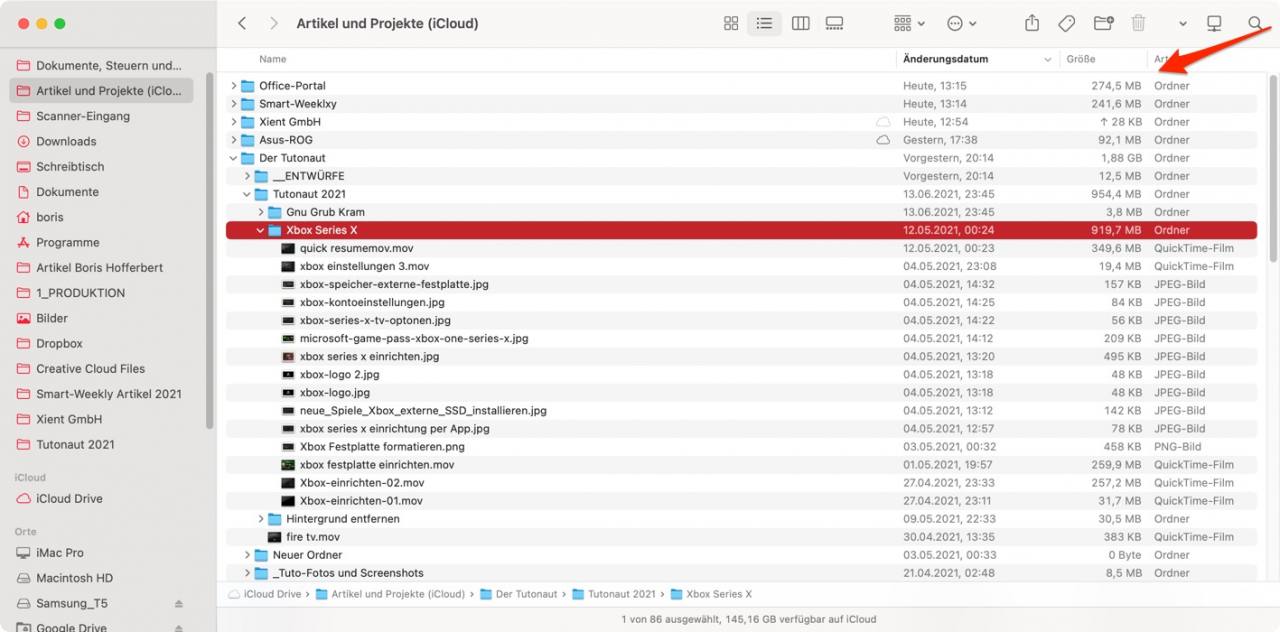 Artikel und Projekte (iCloud)
Dokumente, Steuern und...
Artikel und Projekte (iClo...
Scanner-Eingang
Downloads
Schreibtisch
Dokumente
boris
Programme
Artikel Boris Hofferbert
1_PRODUKTION
Bilder
Dropbox
Creative Cloud Files
Smart-Weekly Artikel 2021
Xient GmbH
Tutonaut 2021
iCloud
iCloud Drive
Orte
iMac Pro
Macintosh HD
Samsung_T5
Google Drive
Name Änderungsdatum Größe Art
Office-Portal Heute, 13:15 274,5 MB Ordner
Smart-Weeklxy Heute, 13:14 241,6 MB Ordner
Xient GmbH Heute, 12:54 ↑ 28 KB Ordner
Asus-ROG Gestern, 17:38 92,1 MB Ordner
Der Tutonaut Vorgestern, 20:14 1,88 GB Ordner
__ENTWÜRFE Vorgestern, 20:14 12,5 MB Ordner
Tutonaut 2021 13.06.2021, 23:45 954,4 MB Ordner
Gnu Grub Kram 13.06.2021, 23:45 3,8 MB Ordner
Xbox Series X 12.05.2021, 00:24 919,7 MB Ordner
quick resumemov.mov 12.05.2021, 00:23 349,6 MB QuickTime-Film
xbox einstellungen 3.mov 04.05.2021, 23:08 19,4 MB QuickTime-Film
xbox-speicher-externe-festplatte.jpg 04.05.2021, 14:32 157 KB JPEG-Bild
xbox-kontoeinstellungen.jpg 04.05.2021, 14:25 84 KB JPEG-Bild
xbox-series-x-tv-optonen.jpg 04.05.2021, 14:22 56 KB JPEG-Bild
microsoft-game-pass-xbox-one-series-x.jpg 04.05.2021, 14:12 209 KB JPEG-Bild
xbox series x einrichten.jpg 04.05.2021, 13:20 495 KB JPEG-Bild
xbox-logo 2.jpg 04.05.2021, 13:18 48 KB JPEG-Bild
xbox-logo.jpg 04.05.2021, 13:18 48 KB JPEG-Bild
neue_Spiele_Xbox_externe_SSD_installieren.jpg 04.05.2021, 13:12 142 KB JPEG-Bild
xbox series x einrichtung per App.jpg 04.05.2021, 12:57 78 KB JPEG-Bild
Xbox Festplatte formatieren.png 03.05.2021, 00:32 458 KB PNG-Bild
xbox festplatte einrichten.mov 01.05.2021, 19:57 259,9 MB QuickTime-Film
Xbox-einrichten-02.mov 27.04.2021, 23:33 257,2 MB QuickTime-Film
Xbox-einrichten-01.mov 27.04.2021, 23:11 31,7 MB QuickTime-Film
Hintergrund entfernen 09.05.2021, 22:33 30,5 MB Ordner
fire tv.mov 30.04.2021, 13:35 383 KB QuickTime-Film
Neuer Ordner 03.05.2021, 00:33 0 Byte Ordner
_Tuto-Fotos und Screenshots 21.04.2021, 02:48 8,5 MB Ordner
iCloud Drive › Artikel und Projekte (iCloud) › Der Tutonaut › Tutonaut 2021 › Xbox Series X
1 von 86 ausgewählt, 145,16 GB verfügbar auf iCloud